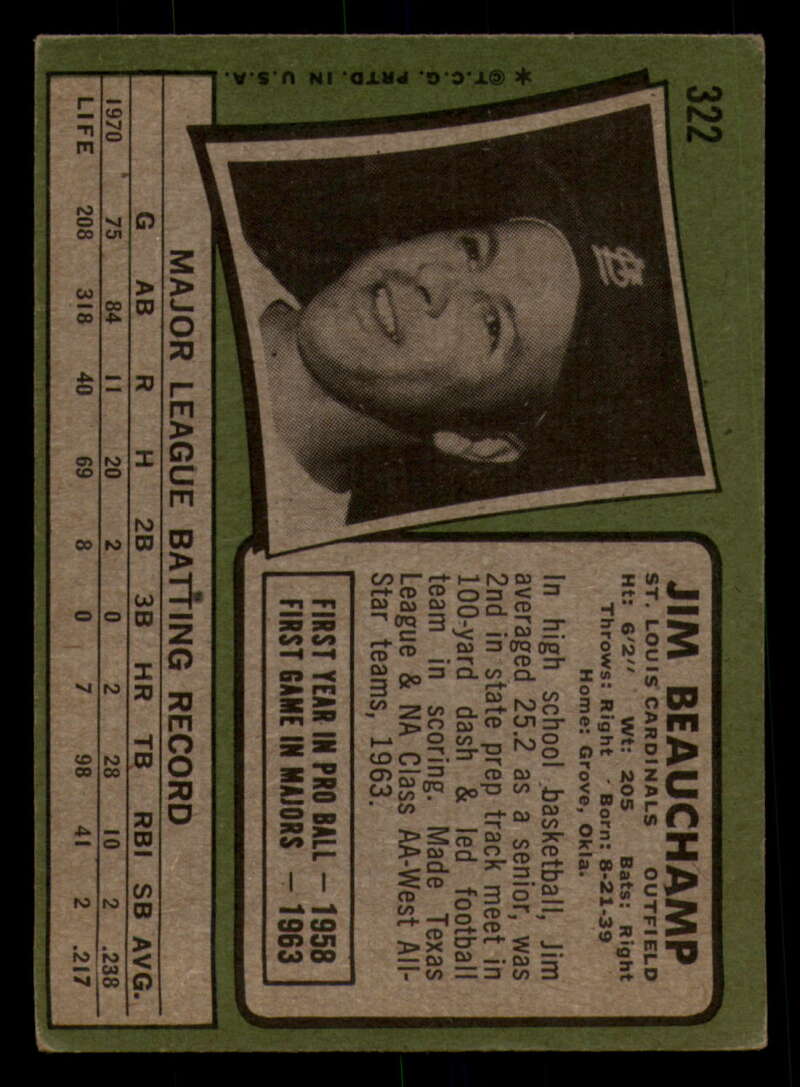 322
*©T.C.G. PRTD. IN U.S.A.
JIM BEAUCHAMP
ST. LOUIS CARDINALS OUTFIELD
Ht: 6'2" Wt: 205 Bats: Right
Throws: Right · Born: 8-21-39
Home: Grove, Okla.
In high school basketball, Jim
averaged 25.2 as a senior, was
2nd in state prep track meet in
100-yard dash & led football
team in scoring. Made Texas
League & NA Class AA-West All-
Star teams, 1963.
FIRST YEAR IN PRO BALL — 1958
FIRST GAME IN MAJORS — 1963
MAJOR LEAGUE BATTING RECORD
G AB R H 2B 3B HR TB RBI SB AVG.
1970 75 84 11 20 2 0 2 28 10 2 .238
LIFE 208 318 40 69 8 0 7 98 41 2 .217